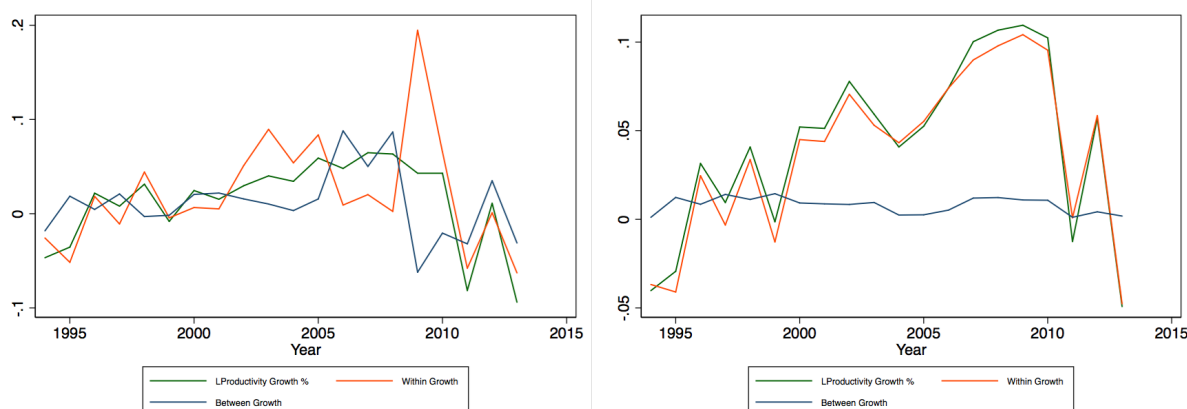 .2
.1
0
-.1
1995 2000 2005 2010 2015
Year
LProductivity Growth % Within Growth
Between Growth
.1
.05
0
-.05
1995 2000 2005 2010 2015
Year
LProductivity Growth % Within Growth
Between Growth